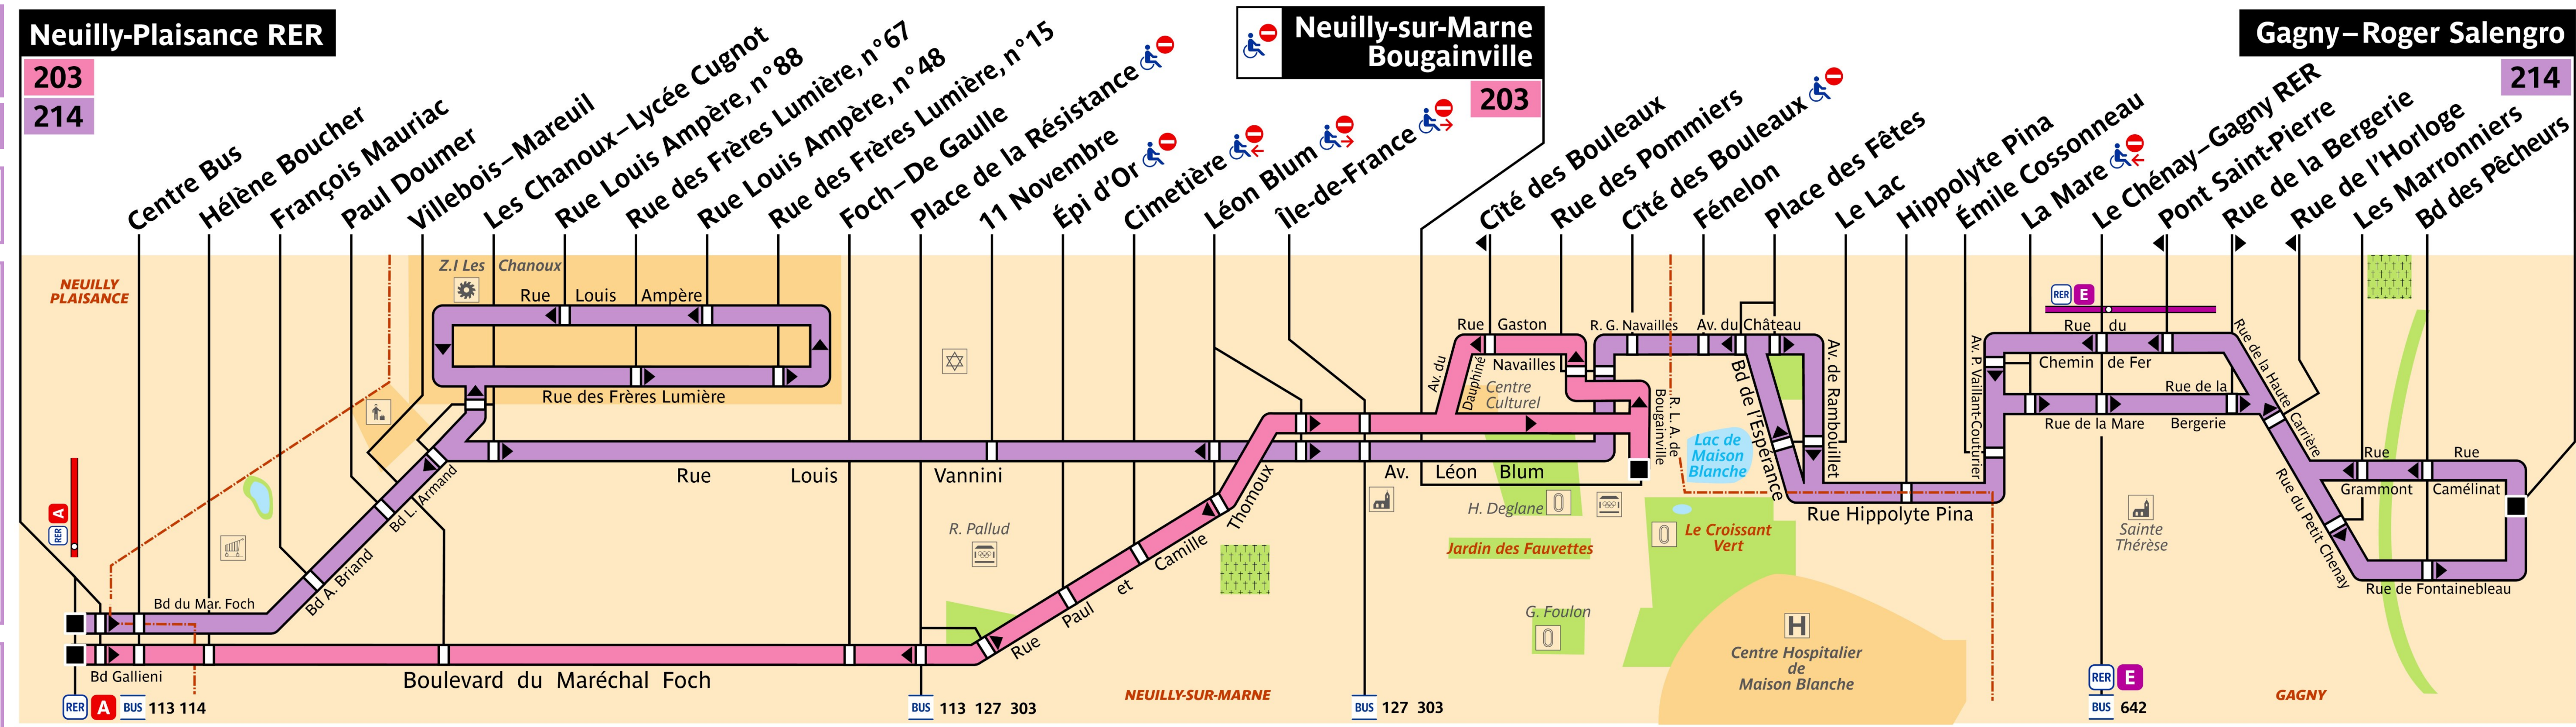 Neuilly-Plaisance RER
203
214
Neuilly-sur-Marne
Bougainville
203
Gagny–Roger Salengro
214
Centre Bus
Hélène Boucher
François Mauriac
Paul Doumer
Villebois–Mareuil
Les Chanoux–Lycée Cugnot
Rue Louis Ampère, n°88
Rue des Frères Lumière, n°67
Rue Louis Ampère, n°48
Rue des Frères Lumière, n°15
Foch–De Gaulle
Place de la Résistance
11 Novembre
Épi d'Or
Cimetière
Léon Blum
Île-de-France
Cîté des Bouleaux
Rue des Pommiers
Cîté des Bouleaux
Fénelon
Place des Fêtes
Le Lac
Hippolyte Pina
Émile Cossonneau
La Mare
Le Chénay–Gagny RER
Pont Saint-Pierre
Rue de la Bergerie
Rue de l'Horloge
Les Marronniers
Bd des Pêcheurs
NEUILLY
PLAISANCE
Z.I Les Chanoux
Rue Louis Ampère
Rue des Frères Lumière
Rue Louis Vannini
Bd L. Armand
Bd A. Briand
Bd du Mar. Foch
RER A
Bd Gallieni
Boulevard du Maréchal Foch
RER A BUS 113 114
R. Pallud
Rue Paul et Camille Thomoux
BUS 113 127 303
NEUILLY-SUR-MARNE
Av. du
Dauphiné
Rue Gaston
Navailles
Centre
Culturel
R. G. Navailles
Av. du Château
Bougainville
R. L. A. de
Av. Léon Blum
H. Deglane
Jardin des Fauvettes
G. Foulon
BUS 127 303
Lac de
Maison
Blanche
Bd de l'Espérance
Av. de Rambouillet
Rue Hippolyte Pina
Le Croissant
Vert
H
Centre Hospitalier
de
Maison Blanche
Av. P. Vaillant-Couturier
RER E
Rue du
Chemin de Fer
Rue de la
Bergerie
Rue de la Mare
Rue de la Haute Carrière
Rue du Petit Chenay
Rue
Grammont
Rue
Camélinat
Rue de Fontainebleau
Sainte
Thérèse
RER E
BUS 642
GAGNY